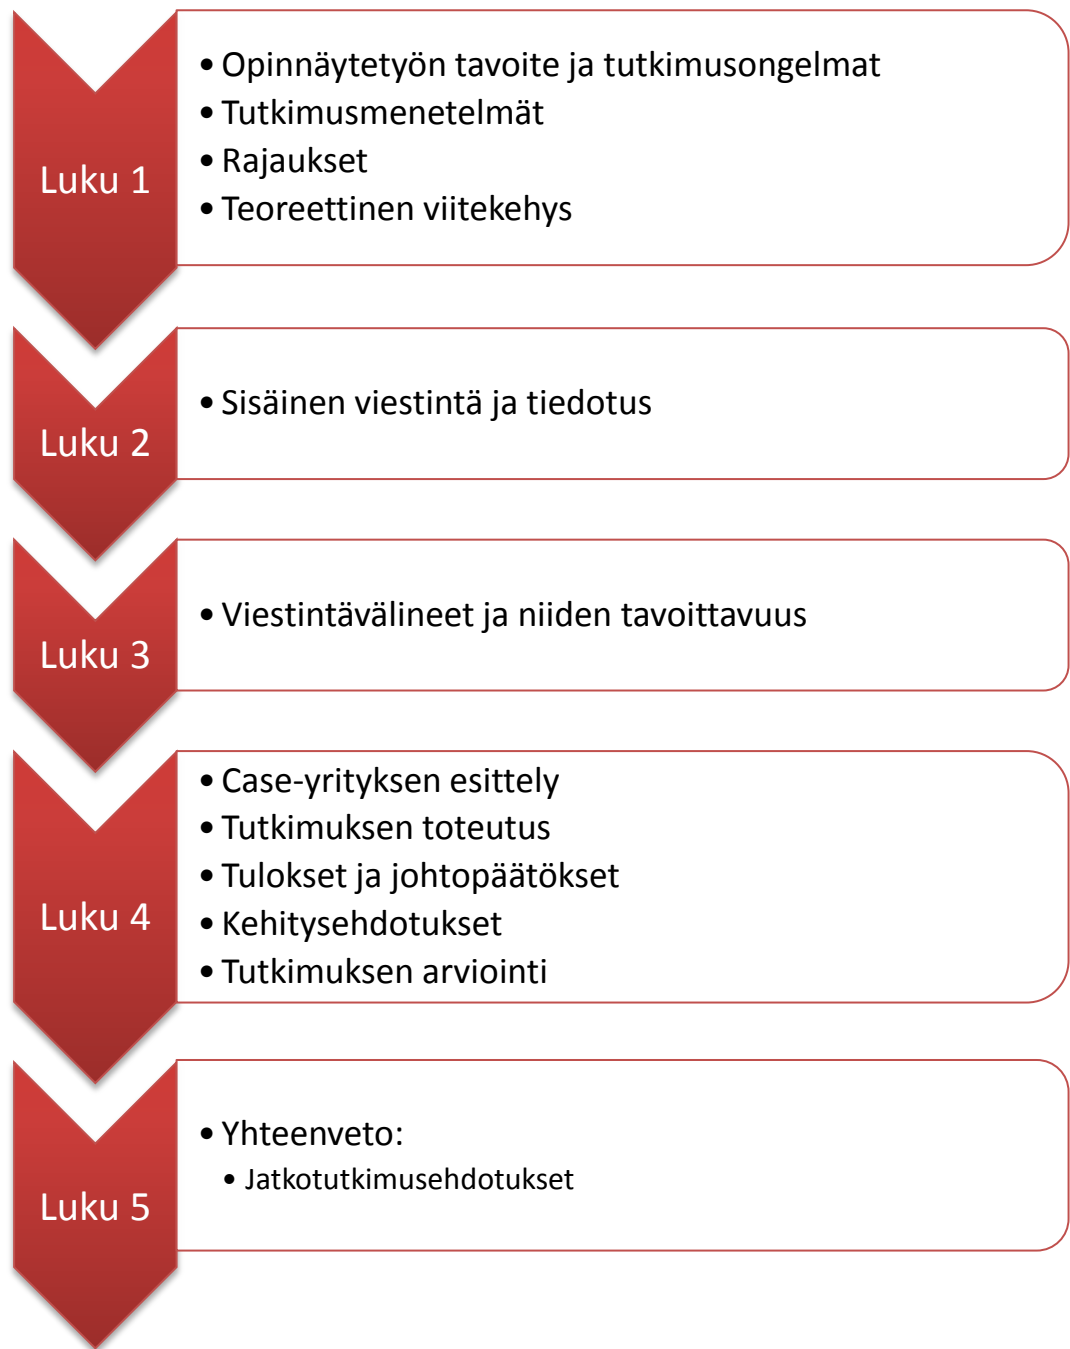 Luku 1
• Opinnäytetyön tavoite ja tutkimusongelmat
• Tutkimusmenetelmät
• Rajaukset
• Teoreettinen viitekehys
Luku 2
• Sisäinen viestintä ja tiedotus
Luku 3
• Viestintävälineet ja niiden tavoittavuus
Luku 4
• Case-yrityksen esittely
• Tutkimuksen toteutus
• Tulokset ja johtopäätökset
• Kehitysehdotukset
• Tutkimuksen arviointi
Luku 5
• Yhteenveto:
• Jatkotutkimusehdotukset